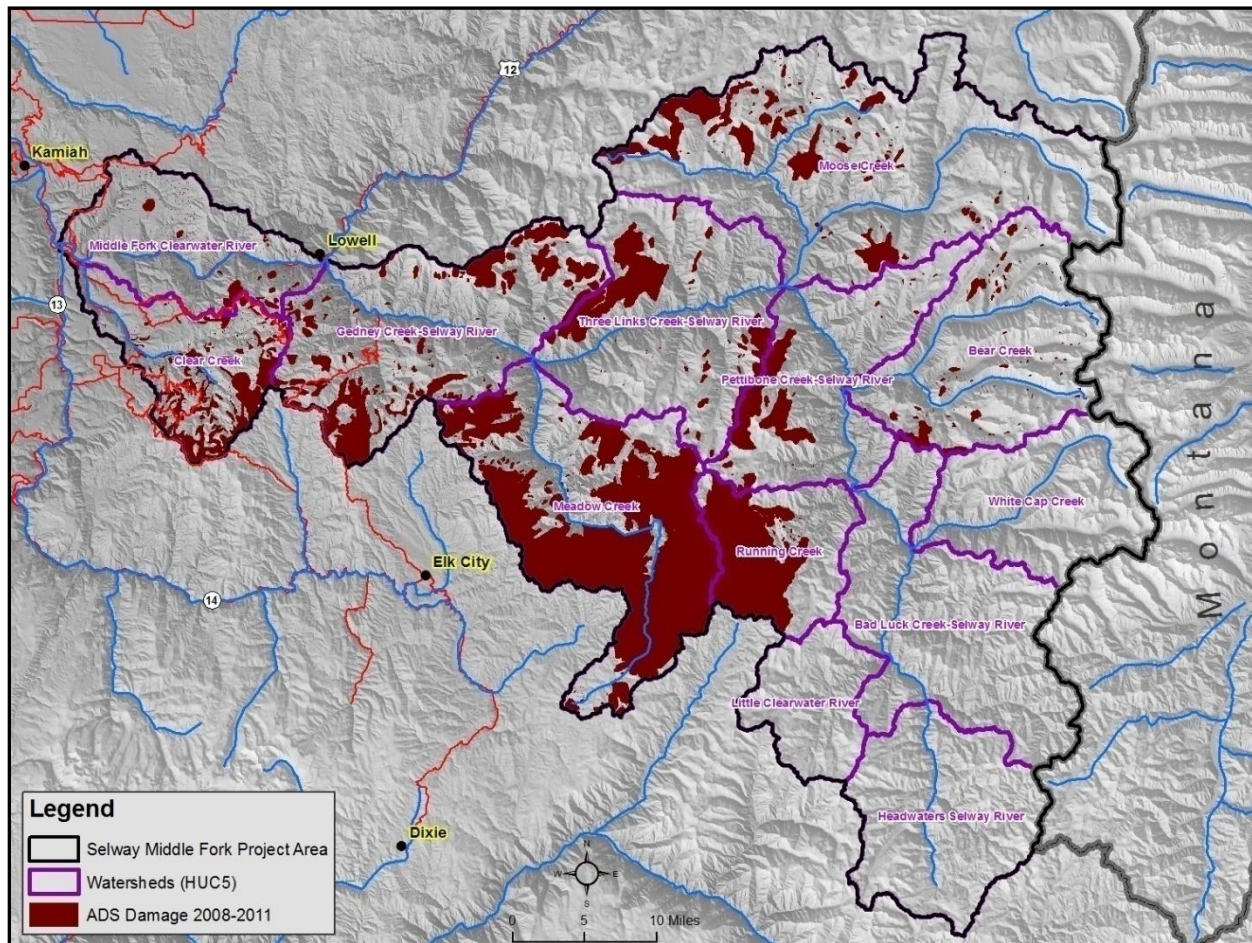 12
Kamiah
Moose Creek
Middle Fork Clearwater River
Lowell
13
Gedney Creek-Selway River
Three Links Creek-Selway River
Clear Creek
Bear Creek
Pettibone Creek-Selway River
Montana
White Cap Creek
Meadow Creek
Running Creek
Elk City
14
Bad Luck Creek-Selway River
Little Clearwater River
Headwaters Selway River
Dixie
Legend
Selway Middle Fork Project Area
Watersheds (HUC5)
ADS Damage 2008-2011
N
W E
S
0 5 10 Miles